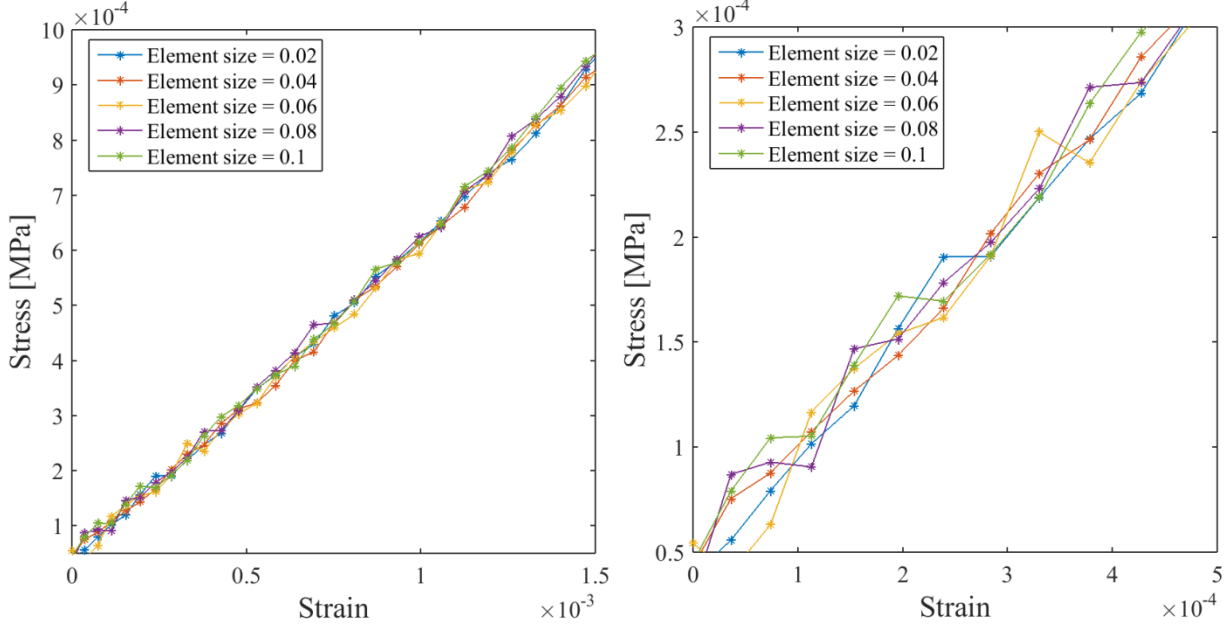 ×10⁻⁴
10
9
8
7
6
5
4
3
2
1
Stress [MPa]
Element size = 0.02
Element size = 0.04
Element size = 0.06
Element size = 0.08
Element size = 0.1
0
0.5
1
1.5
Strain
×10⁻³
×10⁻⁴
3
2.5
2
1.5
1
0.5
Stress [MPa]
Element size = 0.02
Element size = 0.04
Element size = 0.06
Element size = 0.08
Element size = 0.1
0
1
2
3
4
5
Strain
×10⁻⁴